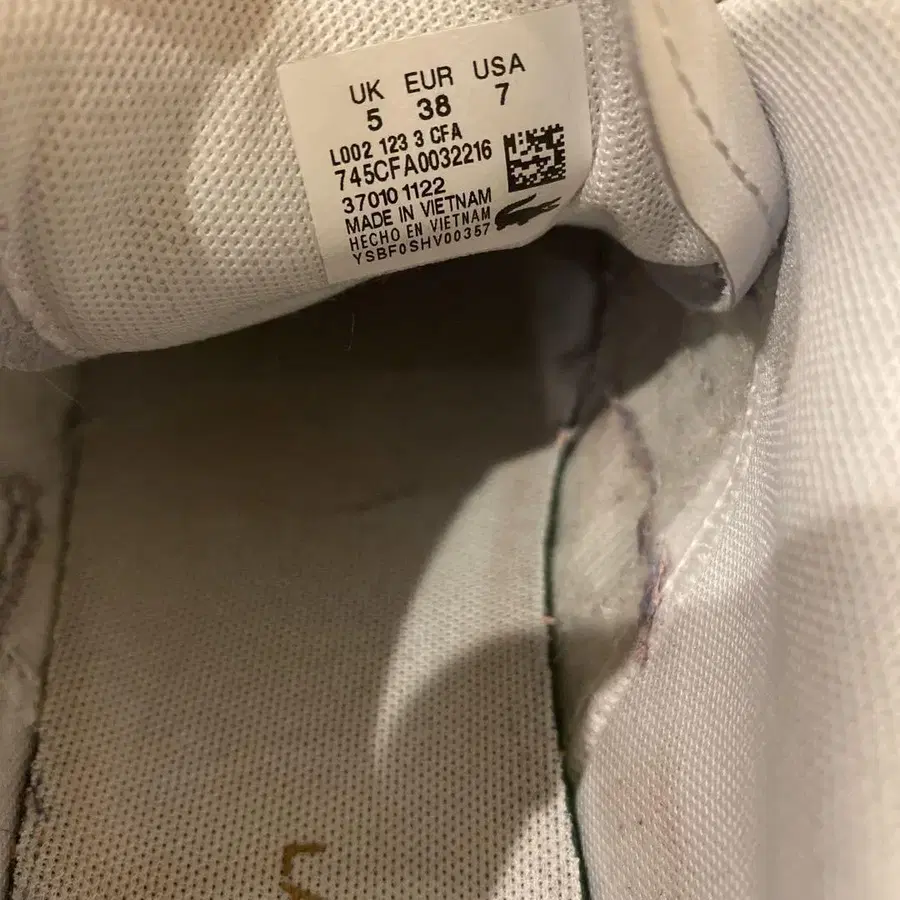 UK EUR USA
5 38 7
L002 123 3 CFA
745CFA0032216
37010 1122
MADE IN VIETNAM
HECHO EN VIETNAM
YSBF0SHV00357
LA